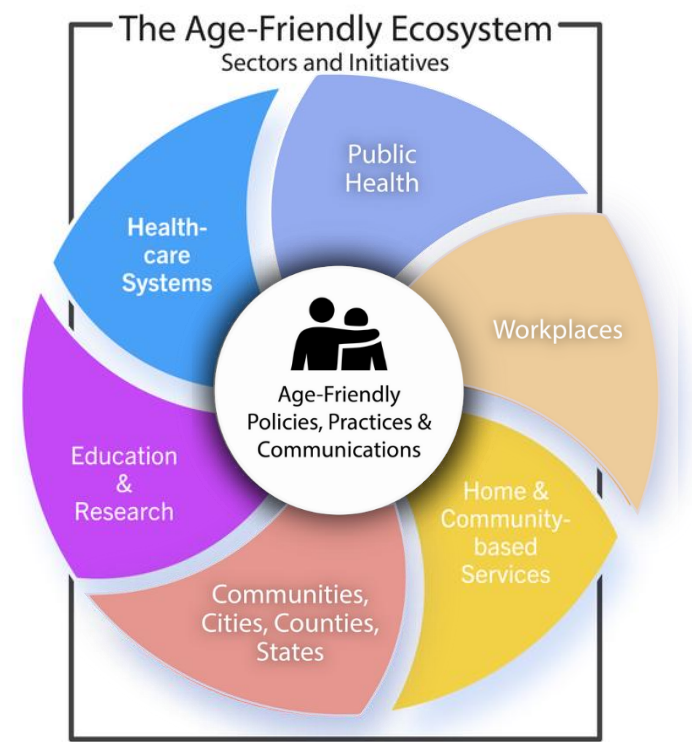 The Age-Friendly Ecosystem
Sectors and Initiatives
Public
Health
Health-
care
Systems
Workplaces
Age-Friendly
Policies, Practices &
Communications
Education
&
Research
Home &
Community-
based
Services
Communities,
Cities, Counties,
States